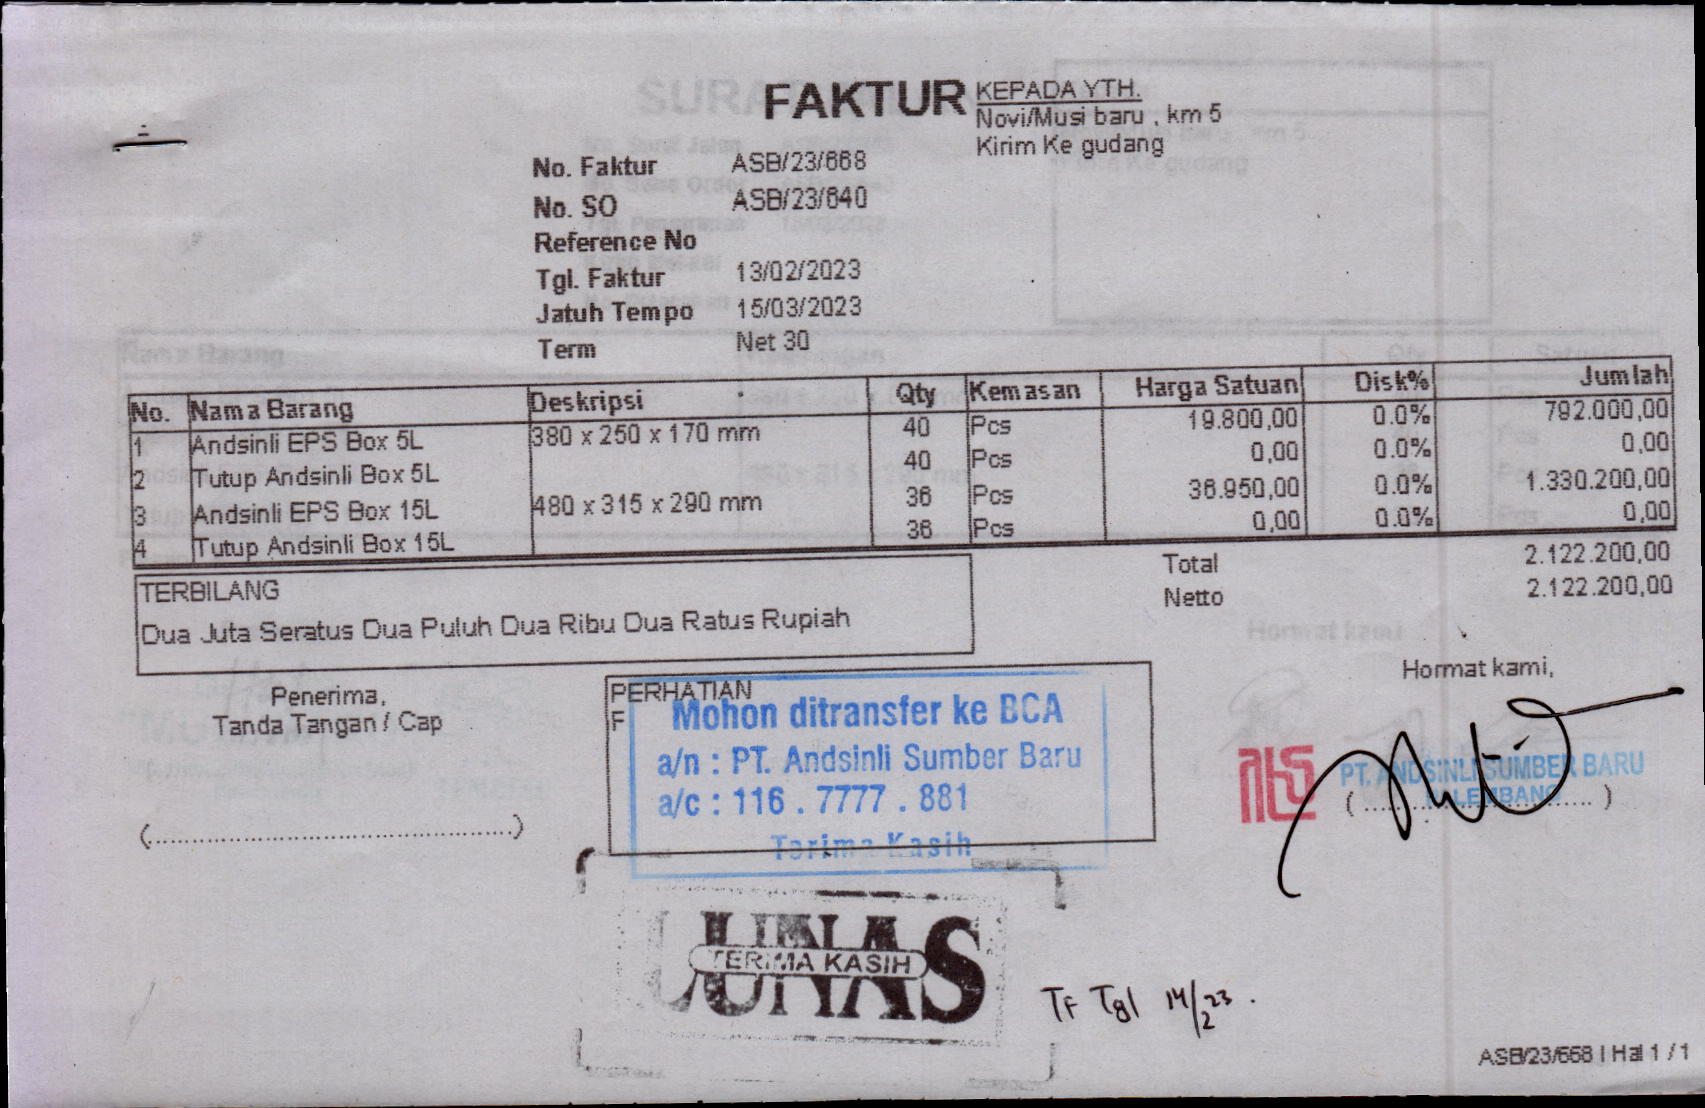 FAKTUR
KEPADA YTH.
Novi/Musi baru , km 5
Kirim Ke gudang
No. Faktur ASB/23/668
No. SO ASB/23/640
Reference No
Tgl. Faktur 13/02/2023
Jatuh Tempo 15/03/2023
Term Net 30
No. Nama Barang Deskripsi Qty Kemasan Harga Satuan Disk% Jumlah
1 Andsinli EPS Box 5L 380 x 250 x 170 mm 40 Pcs 19.800,00 0.0% 792.000,00
2 Tutup Andsinli Box 5L 40 Pcs 0,00 0.0% 0,00
3 Andsinli EPS Box 15L 480 x 315 x 290 mm 36 Pcs 36.950,00 0.0% 1.330.200,00
4 Tutup Andsinli Box 15L 36 Pcs 0,00 0.0% 0,00
Total 2.122.200,00
Netto 2.122.200,00
TERBILANG
Dua Juta Seratus Dua Puluh Dua Ribu Dua Ratus Rupiah
Penerima,
Tanda Tangan / Cap
(..................................................)
PERHATIAN
F
Mohon ditransfer ke BCA
a/n : PT. Andsinli Sumber Baru
a/c : 116 . 7777 . 881
Terima Kasih
Hormat kami,
PT. ANDSINLI SUMBER BARU
PALEMBANG
LUNAS
TERIMA KASIH
TF Tgl 14/2 23 .
ASB/23/668 | Hal 1 / 1